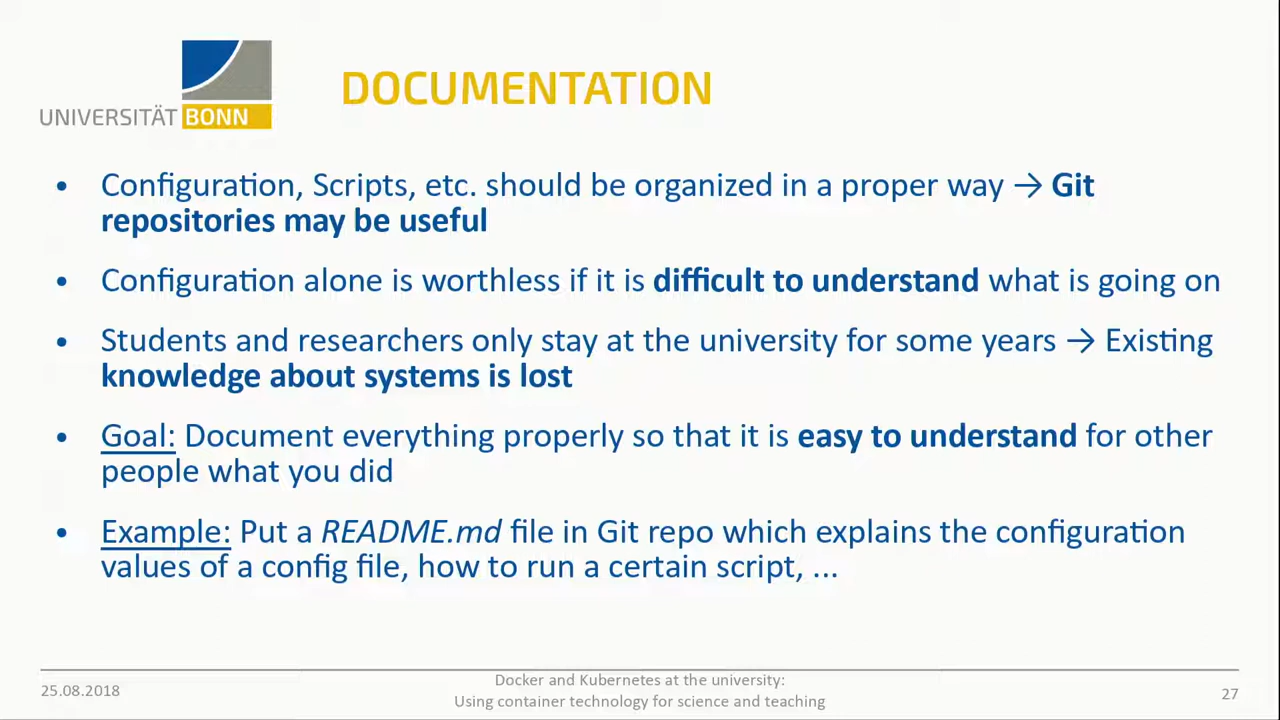 UNIVERSITÄT BONN
DOCUMENTATION
• Configuration, Scripts, etc. should be organized in a proper way → Git
repositories may be useful
• Configuration alone is worthless if it is difficult to understand what is going on
• Students and researchers only stay at the university for some years → Existing
knowledge about systems is lost
• Goal: Document everything properly so that it is easy to understand for other
people what you did
• Example: Put a README.md file in Git repo which explains the configuration
values of a config file, how to run a certain script, ...
25.08.2018
Docker and Kubernetes at the university:
Using container technology for science and teaching
27